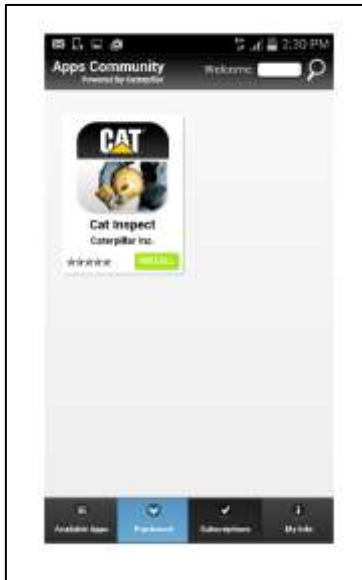 2:30 PM
Apps Community
Welcome
Powered by Caterpillar
CAT
Cat Inspect
Caterpillar Inc.
INSTALL
Available Apps
Purchased
Subscriptions
My Info